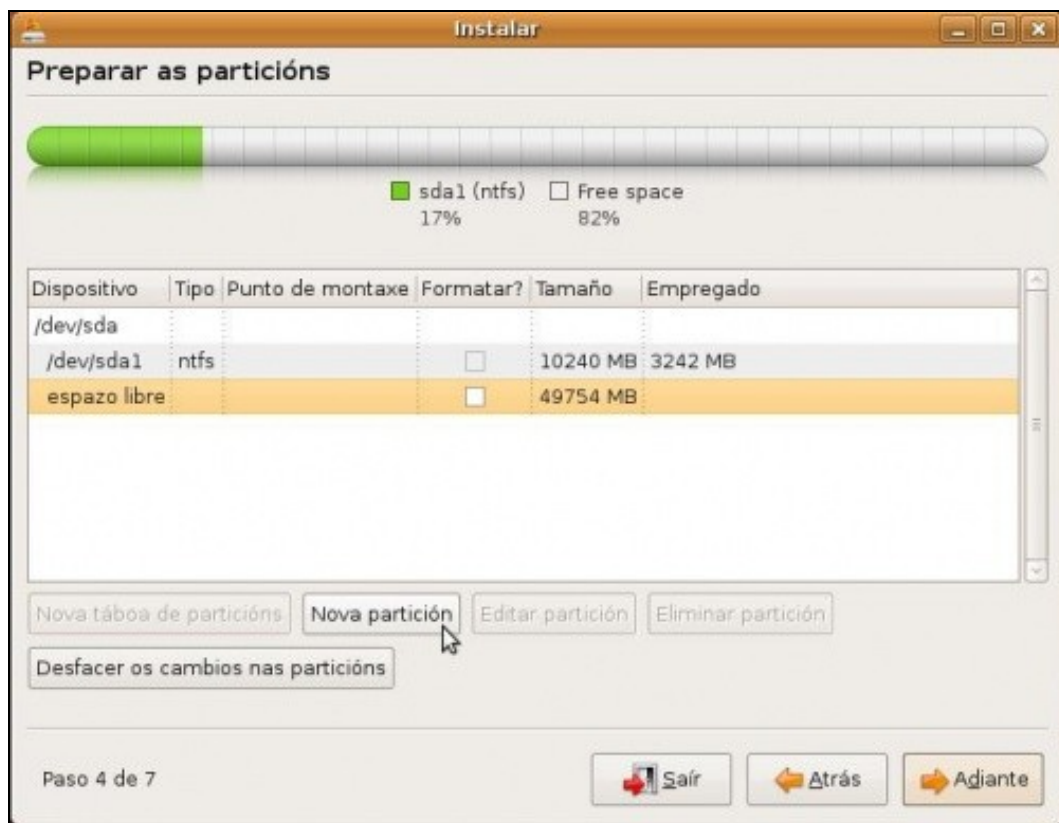 Instalar
Preparar as particións
sda1 (ntfs) Free space
17% 82%
Dispositivo Tipo Punto de montaxe Formatar? Tamaño Empregado
/dev/sda
/dev/sda1 ntfs 10240 MB 3242 MB
espazo libre 49754 MB
Nova táboa de particións Nova partición Editar partición Eliminar partición
Desfacer os cambios nas particións
Paso 4 de 7 Saír Atrás Adiante